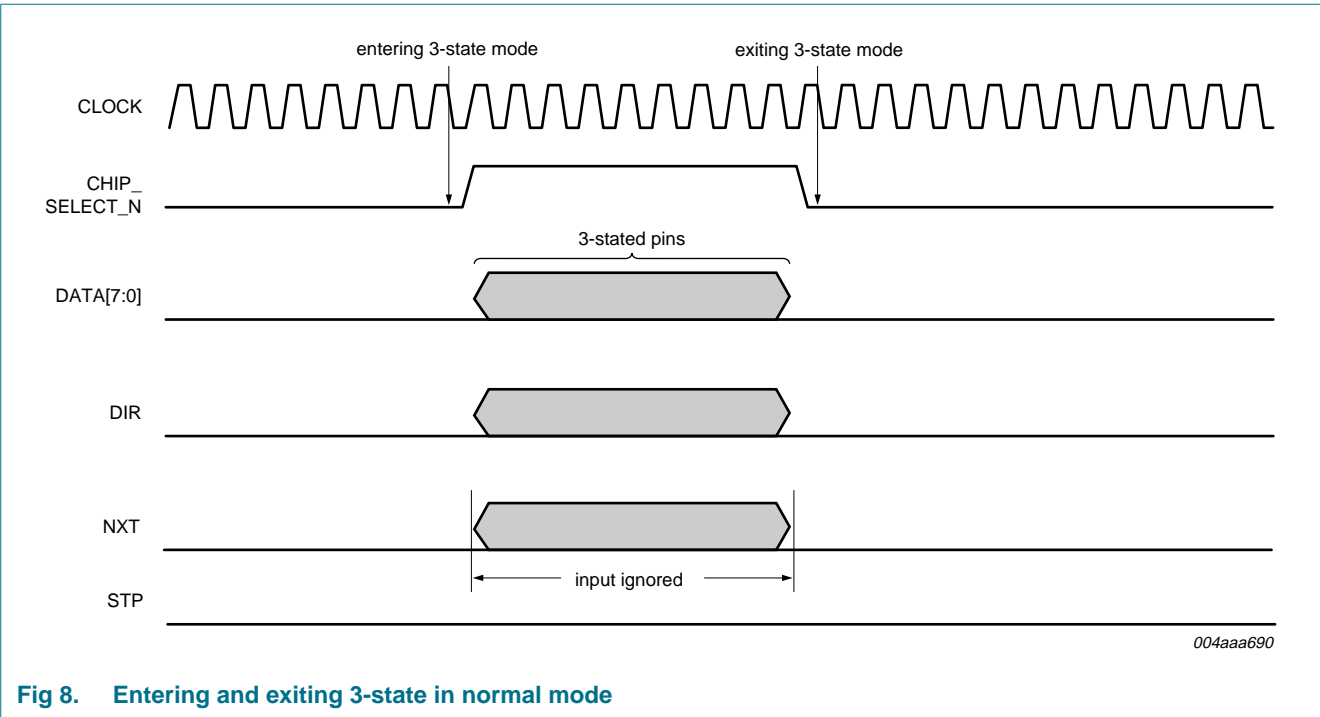 entering 3-state mode
exiting 3-state mode
CLOCK
CHIP_
SELECT_N
3-stated pins
DATA[7:0]
DIR
NXT
input ignored
STP
004aaa690
Fig 8. Entering and exiting 3-state in normal mode